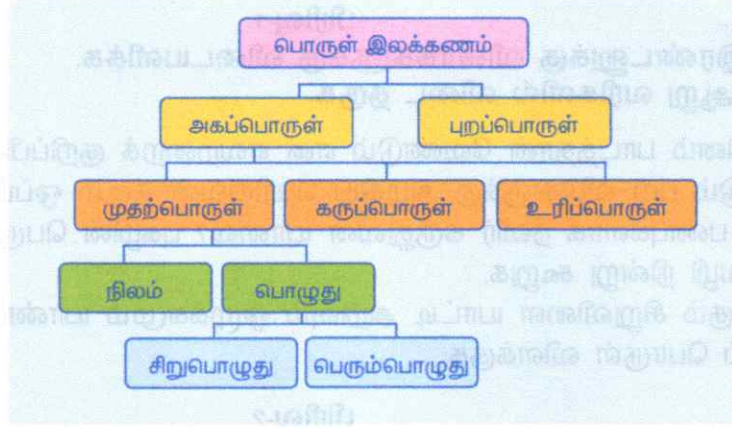 பொருள் இலக்கணம்
அகப்பொருள் புறப்பொருள்
முதற்பொருள் கருப்பொருள் உரிப்பொருள்
நிலம் பொழுது
சிறுபொழுது பெரும்பொழுது